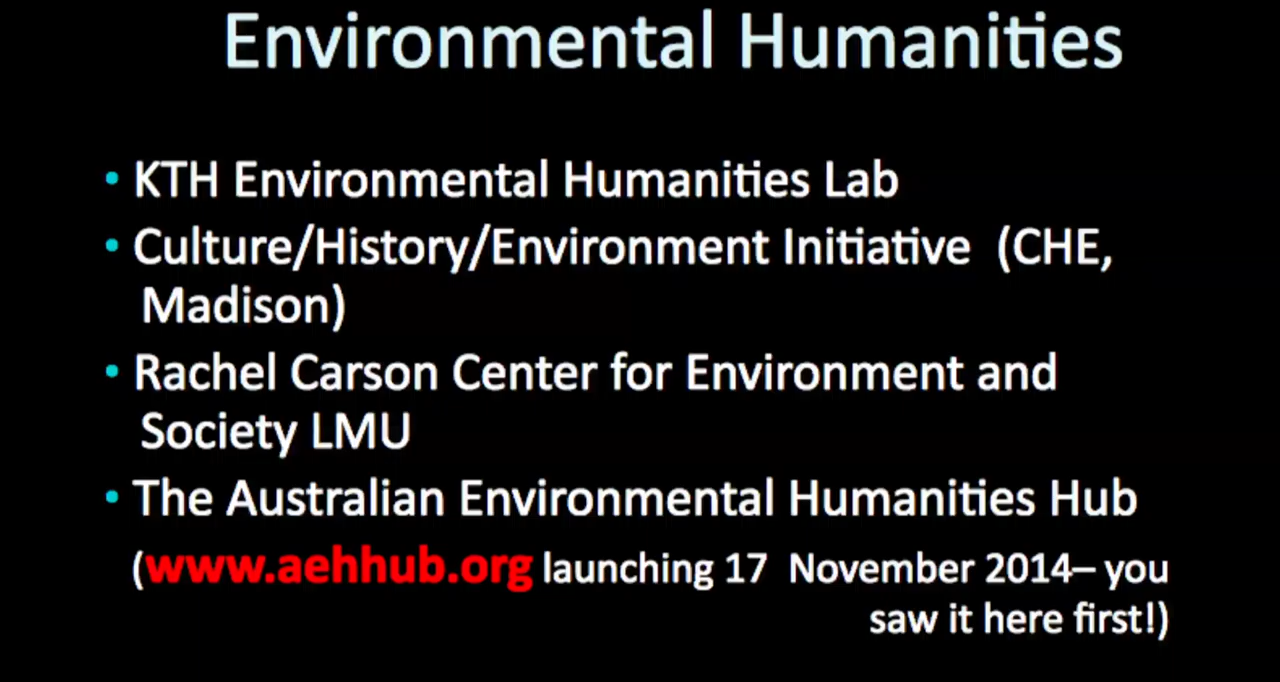 Environmental Humanities
• KTH Environmental Humanities Lab
• Culture/History/Environment Initiative (CHE,
Madison)
• Rachel Carson Center for Environment and
Society LMU
• The Australian Environmental Humanities Hub
(www.aehhub.org launching 17 November 2014– you
saw it here first!)